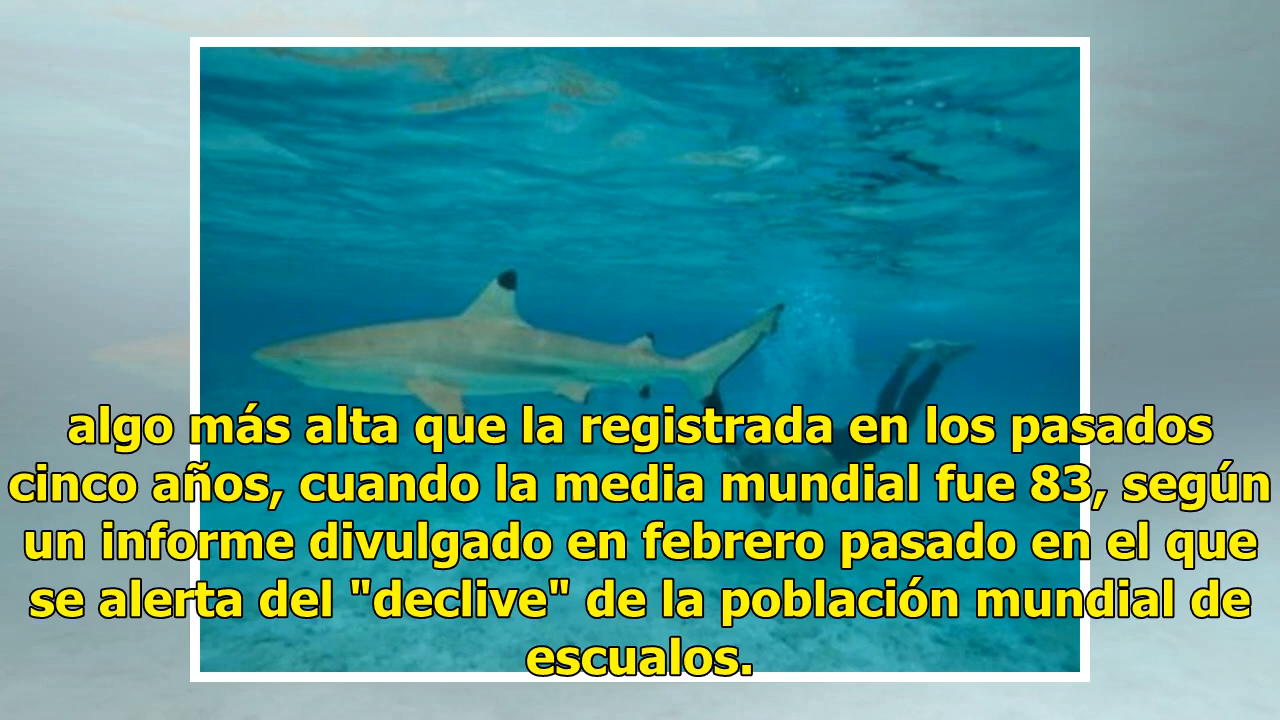 algo más alta que la registrada en los pasados
cinco años, cuando la media mundial fue 83, según
un informe divulgado en febrero pasado en el que
se alerta del "declive" de la población mundial de
escualos.